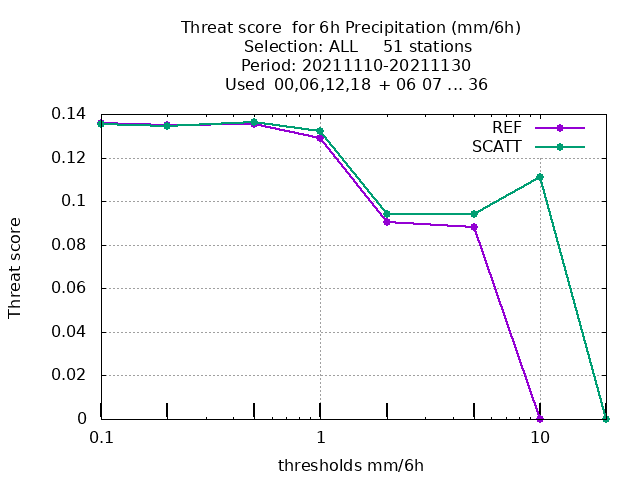 Threat score  for 6h Precipitation (mm/6h)
Selection: ALL     51 stations
Period: 20211110-20211130
Used  00,06,12,18  + 06 07 ... 36
REF
SCATT
0.14
0.12
0.1
0.08
0.06
0.04
0.02
0
Threat score
0.1
1
10
thresholds mm/6h